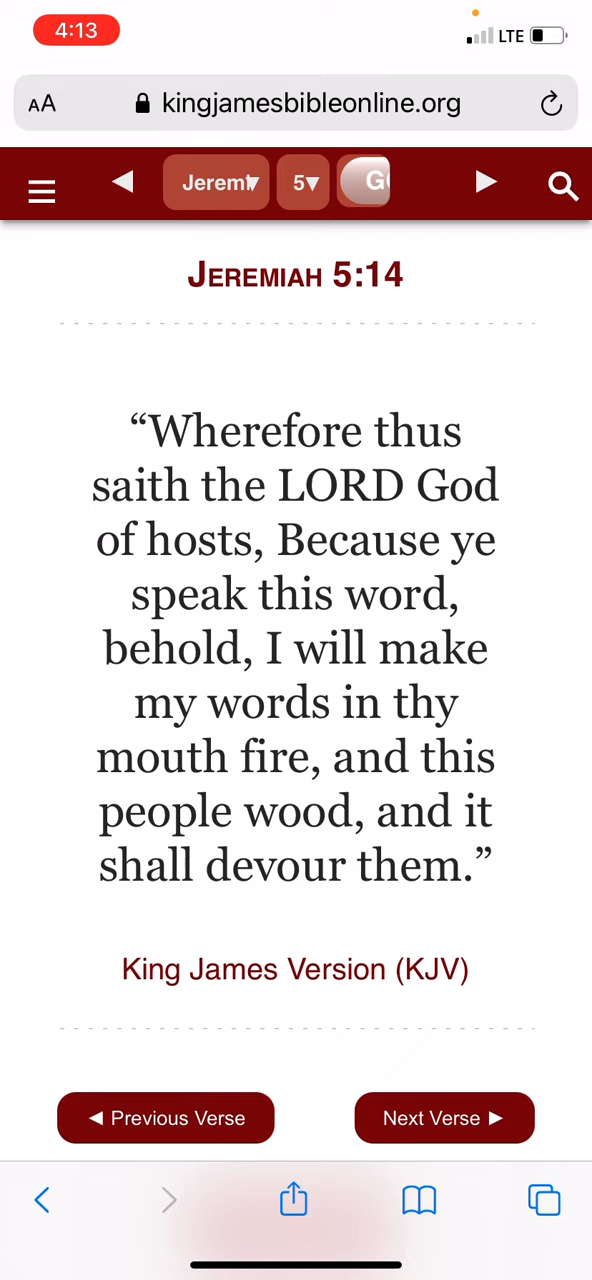 4:13
LTE
AA kingjamesbibleonline.org
Jeremi 5 G
JEREMIAH 5:14
“Wherefore thus
saith the LORD God
of hosts, Because ye
speak this word,
behold, I will make
my words in thy
mouth fire, and this
people wood, and it
shall devour them.”
King James Version (KJV)
◄ Previous Verse
Next Verse ►